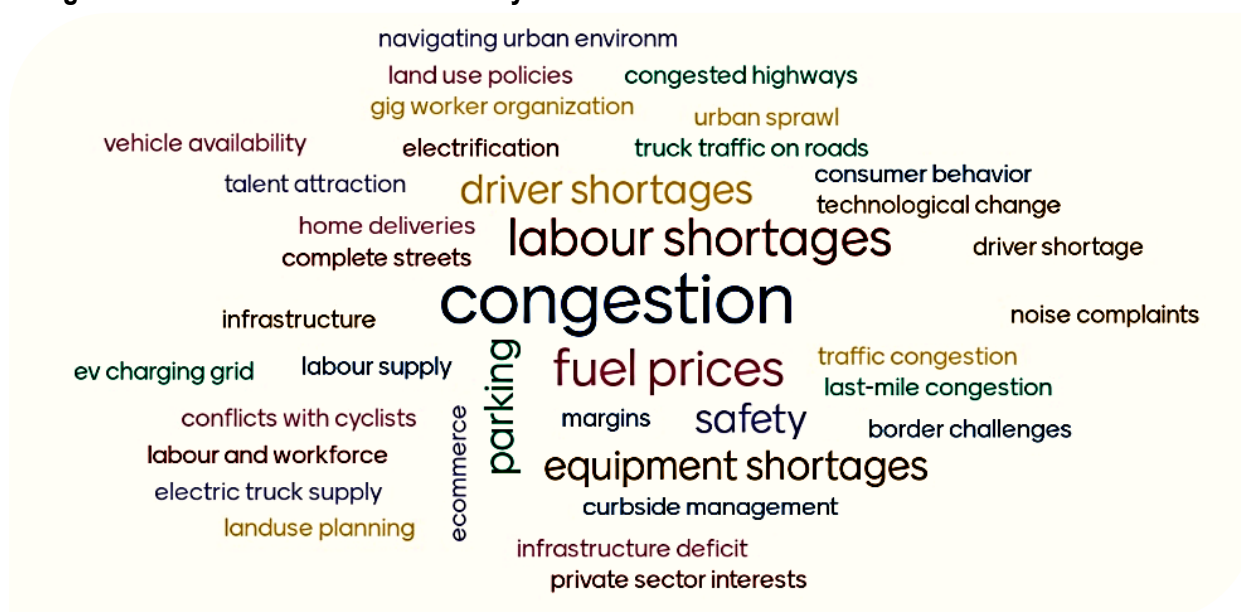 navigating urban environm
land use policies
congested highways
gig worker organization
urban sprawl
vehicle availability
electrification
truck traffic on roads
talent attraction
driver shortages
consumer behavior
technological change
home deliveries
labour shortages
driver shortage
complete streets
congestion
infrastructure
noise complaints
ev charging grid
labour supply
parking
fuel prices
traffic congestion
last-mile congestion
conflicts with cyclists
ecommerce
margins
safety
border challenges
labour and workforce
equipment shortages
electric truck supply
curbside management
landuse planning
infrastructure deficit
private sector interests